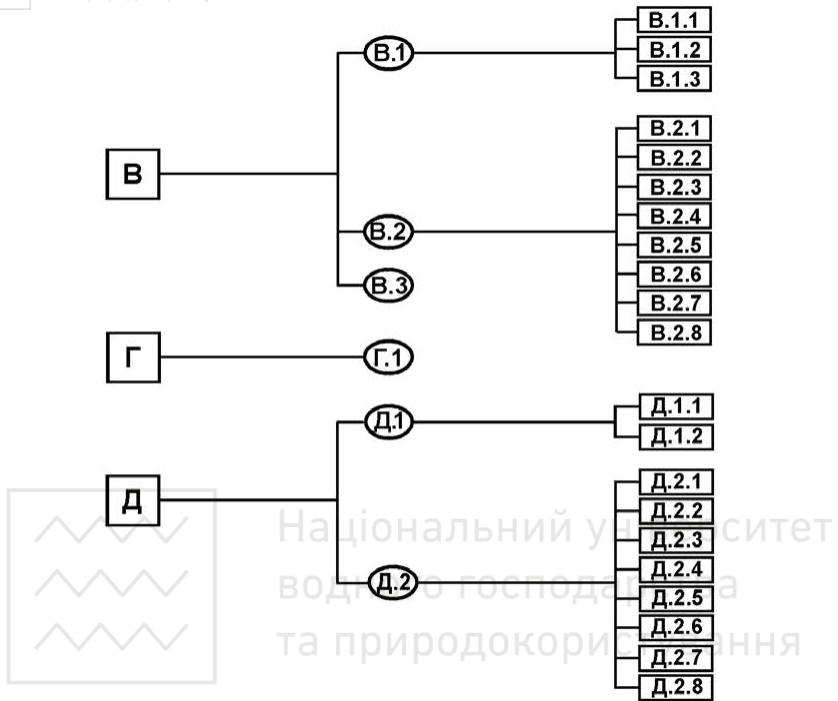 В.1
В.1.1
В.1.2
В.1.3
В
В.2
В.3
В.2.1
В.2.2
В.2.3
В.2.4
В.2.5
В.2.6
В.2.7
В.2.8
Г
Г.1
Д
Д.1
Д.1.1
Д.1.2
Д.2
Д.2.1
Д.2.2
Д.2.3
Д.2.4
Д.2.5
Д.2.6
Д.2.7
Д.2.8
Національний університет
водного господарства
та природокористування